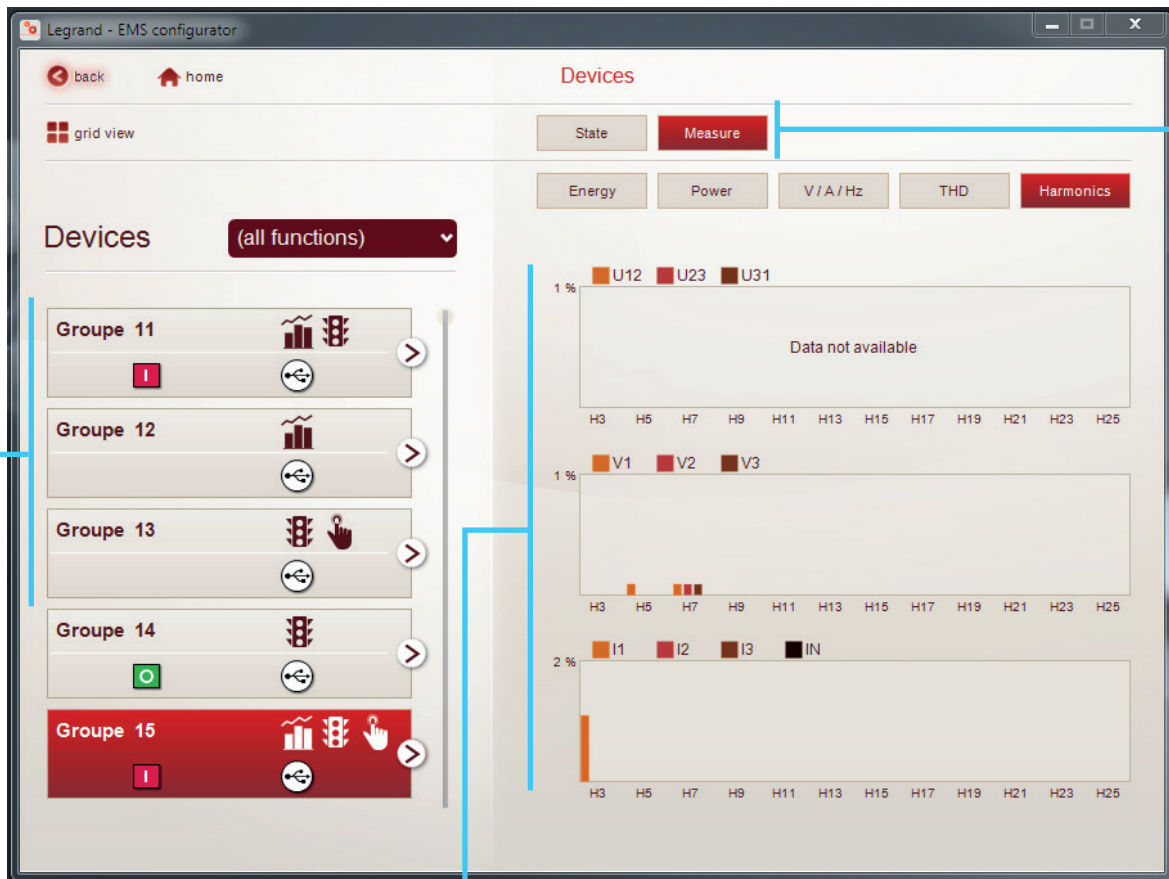 Legrand - EMS configurator
back
home
Devices
grid view
State
Measure
Energy
Power
V / A / Hz
THD
Harmonics
Devices
(all functions)
Groupe 11
I
Groupe 12
Groupe 13
Groupe 14
O
Groupe 15
I
U12 U23 U31
1 %
Data not available
H3 H5 H7 H9 H11 H13 H15 H17 H19 H21 H23 H25
V1 V2 V3
1 %
H3 H5 H7 H9 H11 H13 H15 H17 H19 H21 H23 H25
I1 I2 I3 IN
2 %
H3 H5 H7 H9 H11 H13 H15 H17 H19 H21 H23 H25